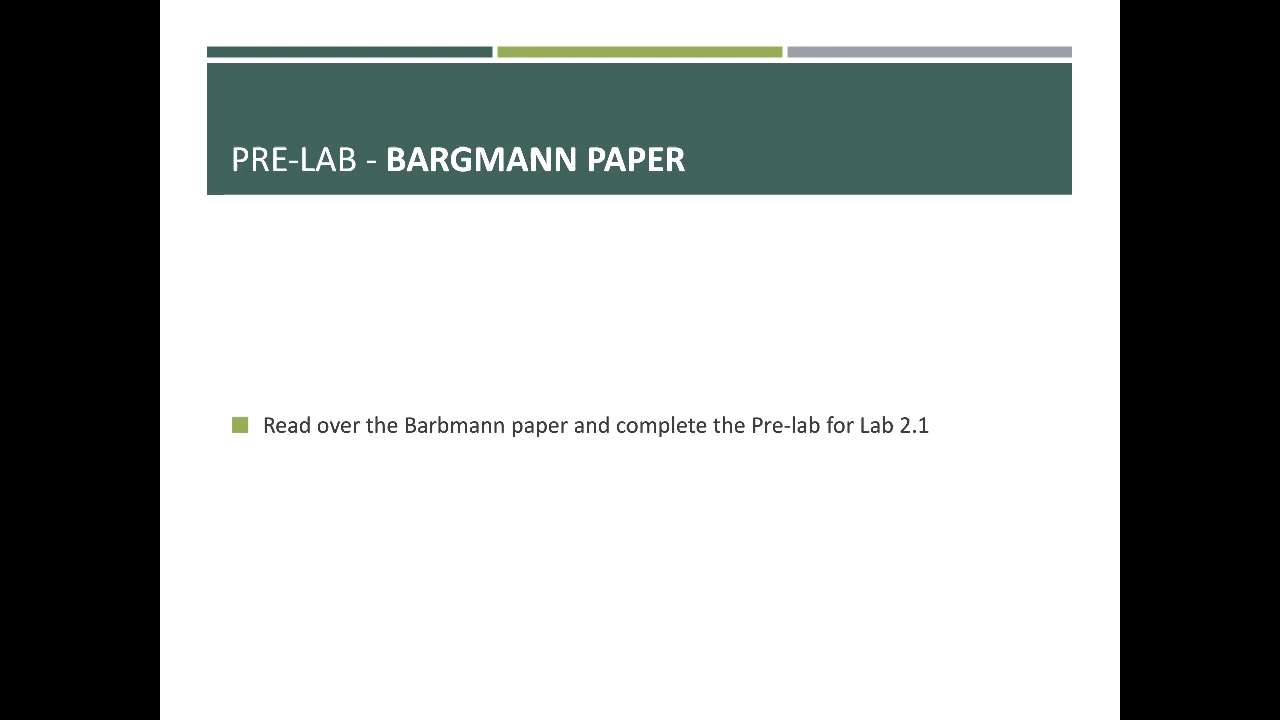 PRE-LAB - BARGMANN PAPER
Read over the Barbmann paper and complete the Pre-lab for Lab 2.1